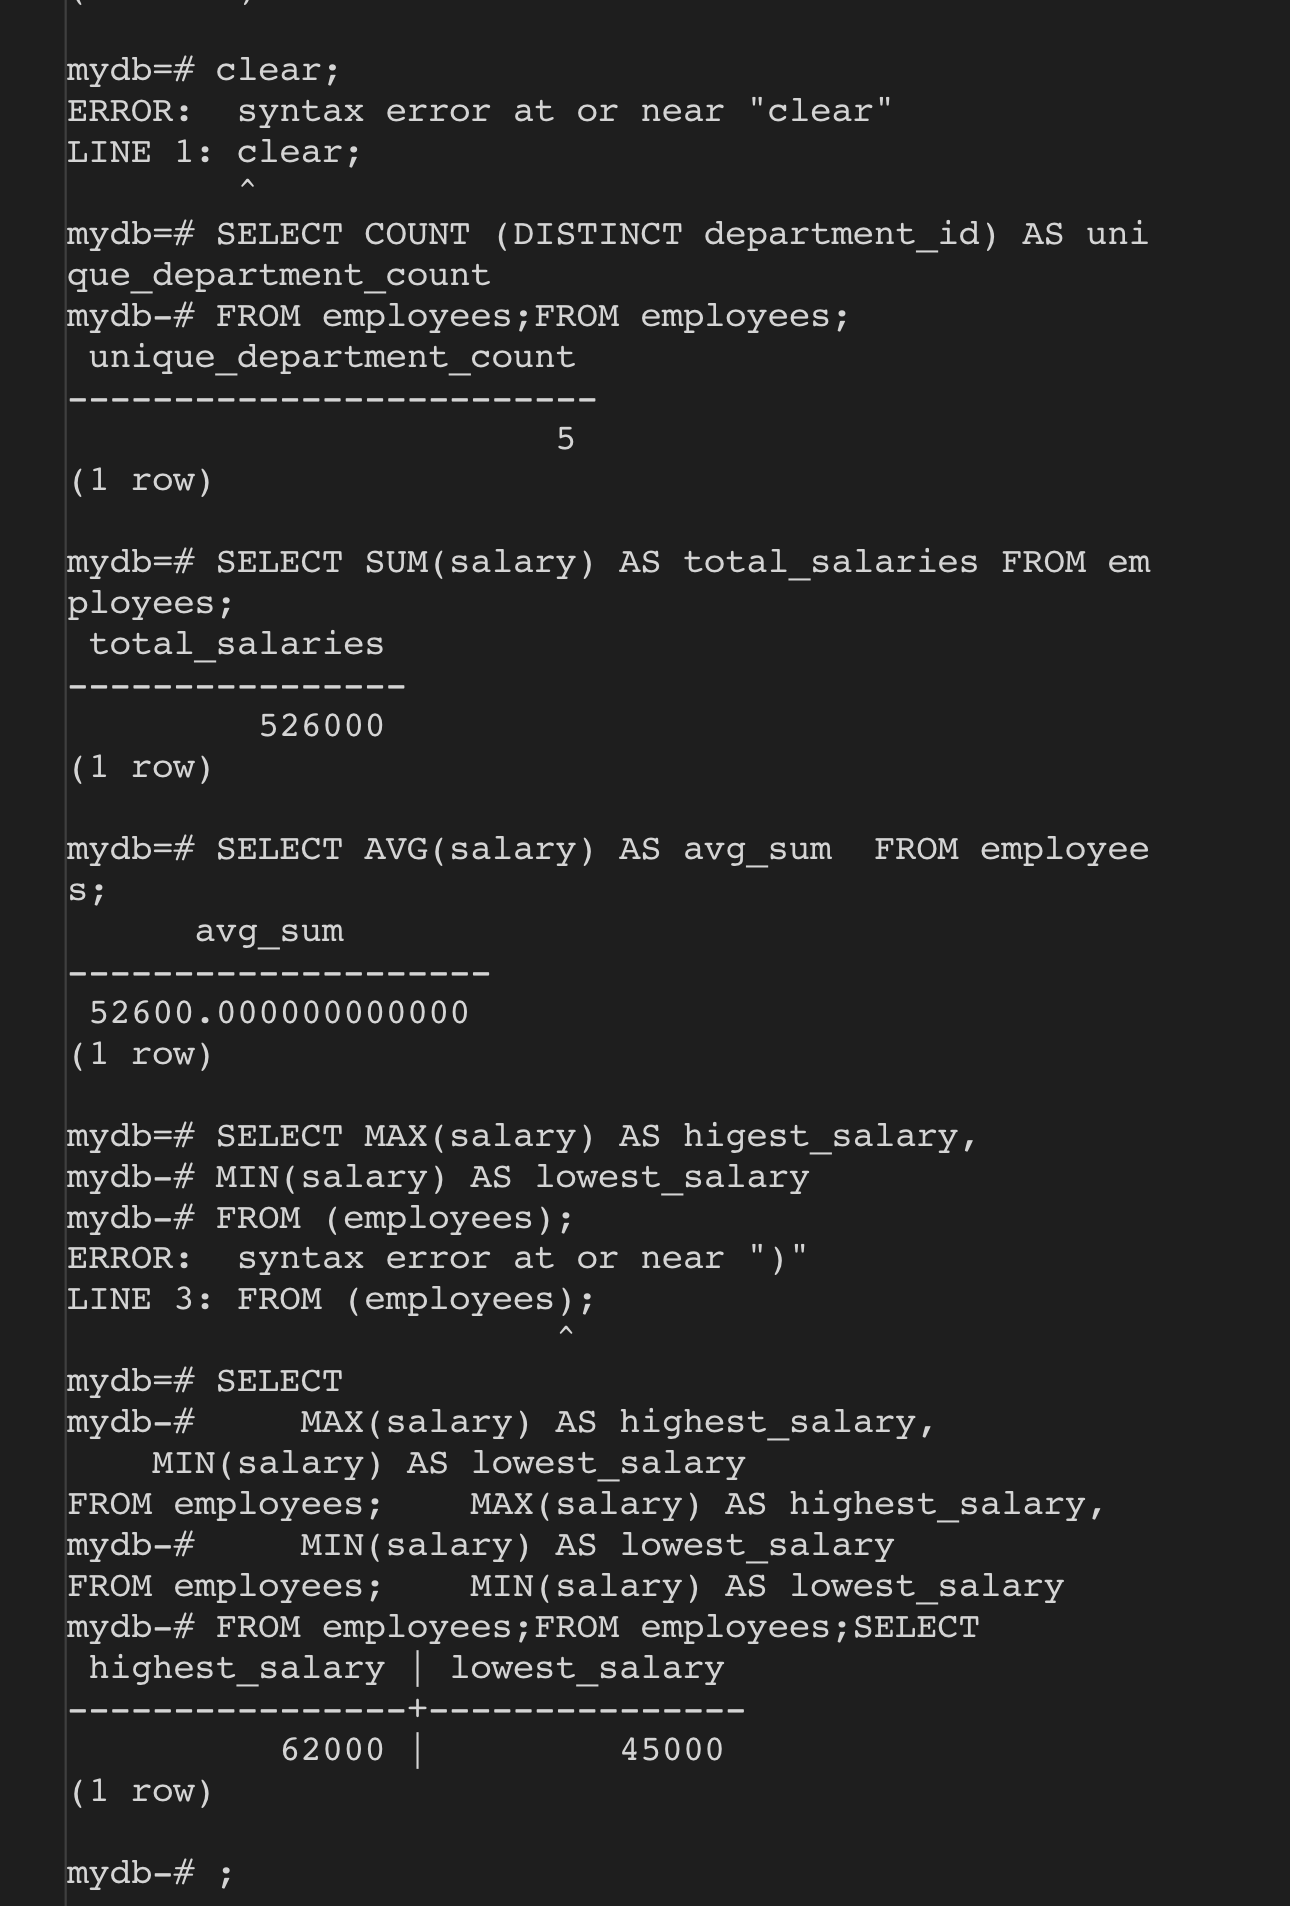 mydb=# clear;
ERROR:  syntax error at or near "clear"
LINE 1: clear;
        ^
mydb=# SELECT COUNT (DISTINCT department_id) AS uni
que_department_count
mydb-# FROM employees;FROM employees;
 unique_department_count
-------------------------
                       5
(1 row)

mydb=# SELECT SUM(salary) AS total_salaries FROM em
ployees;
 total_salaries
----------------
         526000
(1 row)

mydb=# SELECT AVG(salary) AS avg_sum  FROM employee
s;
      avg_sum
--------------------
 52600.000000000000
(1 row)

mydb=# SELECT MAX(salary) AS higest_salary,
mydb-# MIN(salary) AS lowest_salary
mydb-# FROM (employees);
ERROR:  syntax error at or near ")"
LINE 3: FROM (employees);
                       ^
mydb=# SELECT
mydb-#     MAX(salary) AS highest_salary,
    MIN(salary) AS lowest_salary
FROM employees;    MAX(salary) AS highest_salary,
mydb-#     MIN(salary) AS lowest_salary
FROM employees;    MIN(salary) AS lowest_salary
mydb-# FROM employees;FROM employees;SELECT
 highest_salary | lowest_salary
----------------+---------------
          62000 |         45000
(1 row)

mydb-# ;